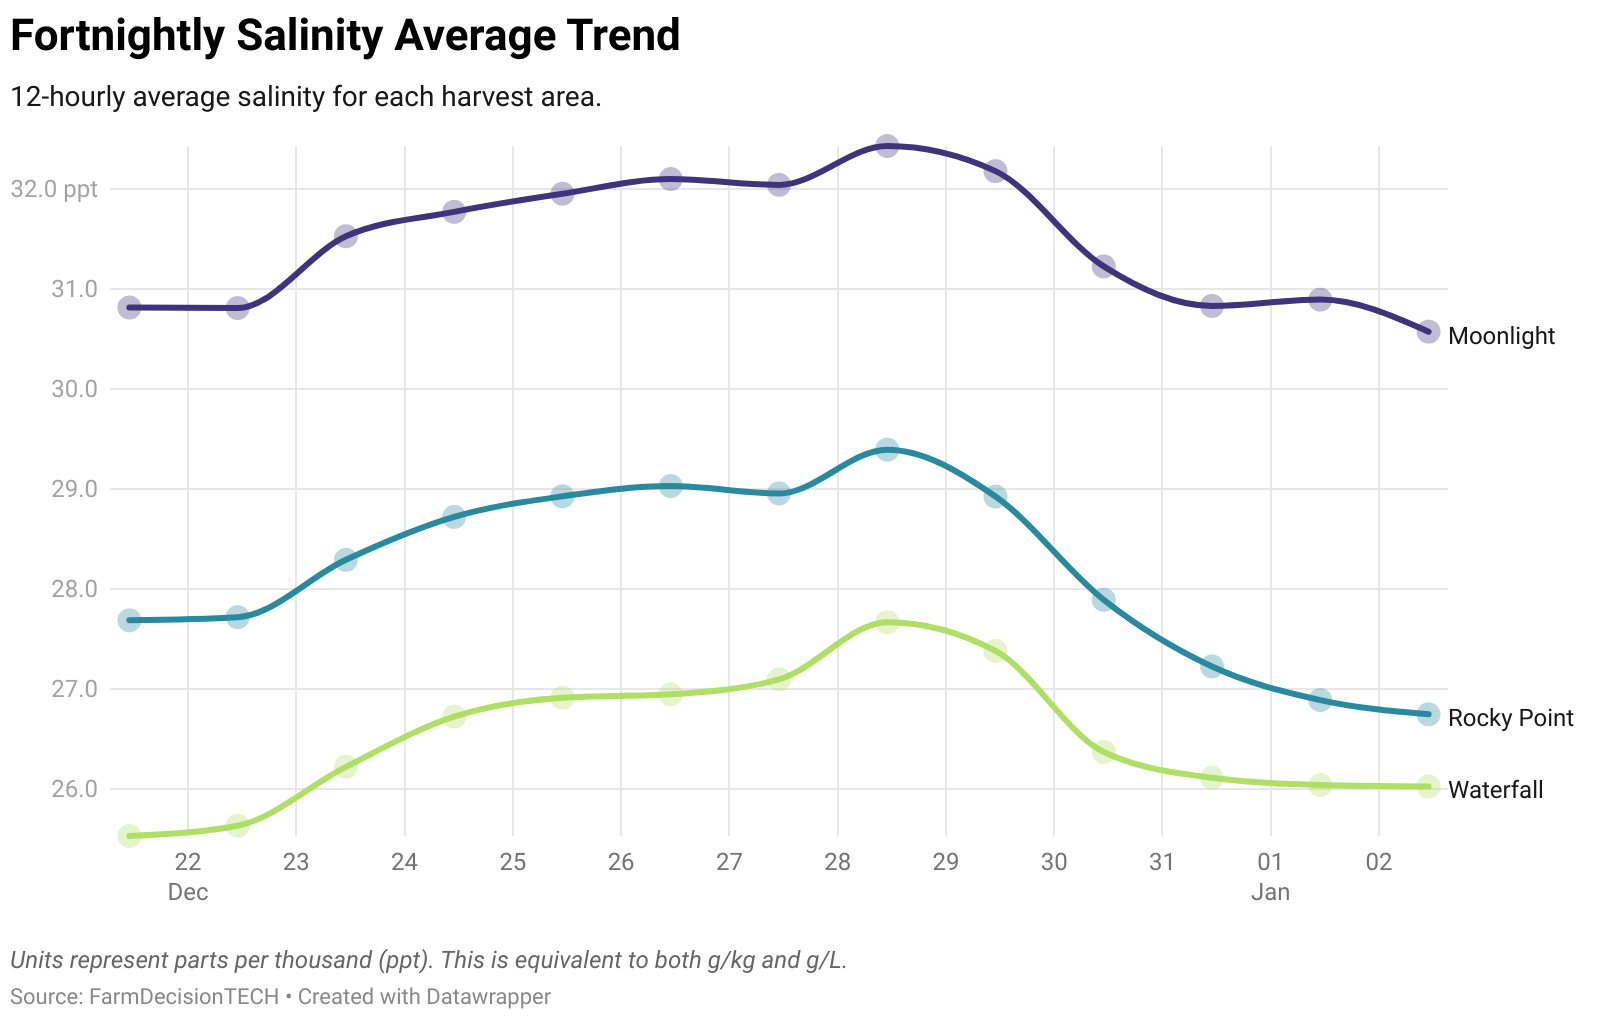 Fortnightly Salinity Average Trend
12-hourly average salinity for each harvest area.
32.0 ppt
31.0
30.0
29.0
28.0
27.0
26.0
Moonlight
Rocky Point
Waterfall
22 23 24 25 26 27 28 29 30 31 01 02
Dec Jan
Units represent parts per thousand (ppt). This is equivalent to both g/kg and g/L.
Source: FarmDecisionTECH • Created with Datawrapper